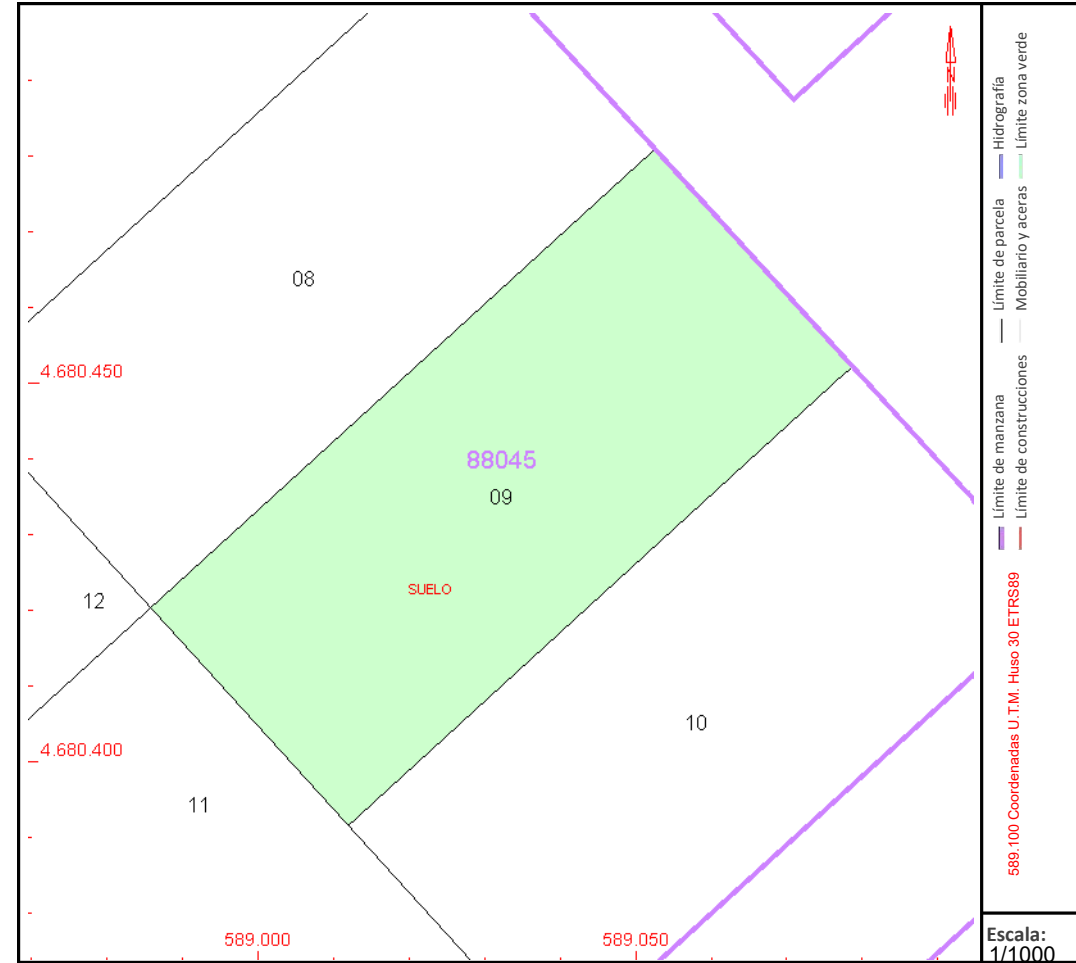 08
4.680.450
88045
09
SUELO
12
10
4.680.400
11
589.000
589.050
N
Hidrografía
Límite zona verde
Límite de parcela
Mobiliario y aceras
Límite de manzana
Límite de construcciones
589.100 Coordenadas U.T.M. Huso 30 ETRS89
Escala:
1/1000